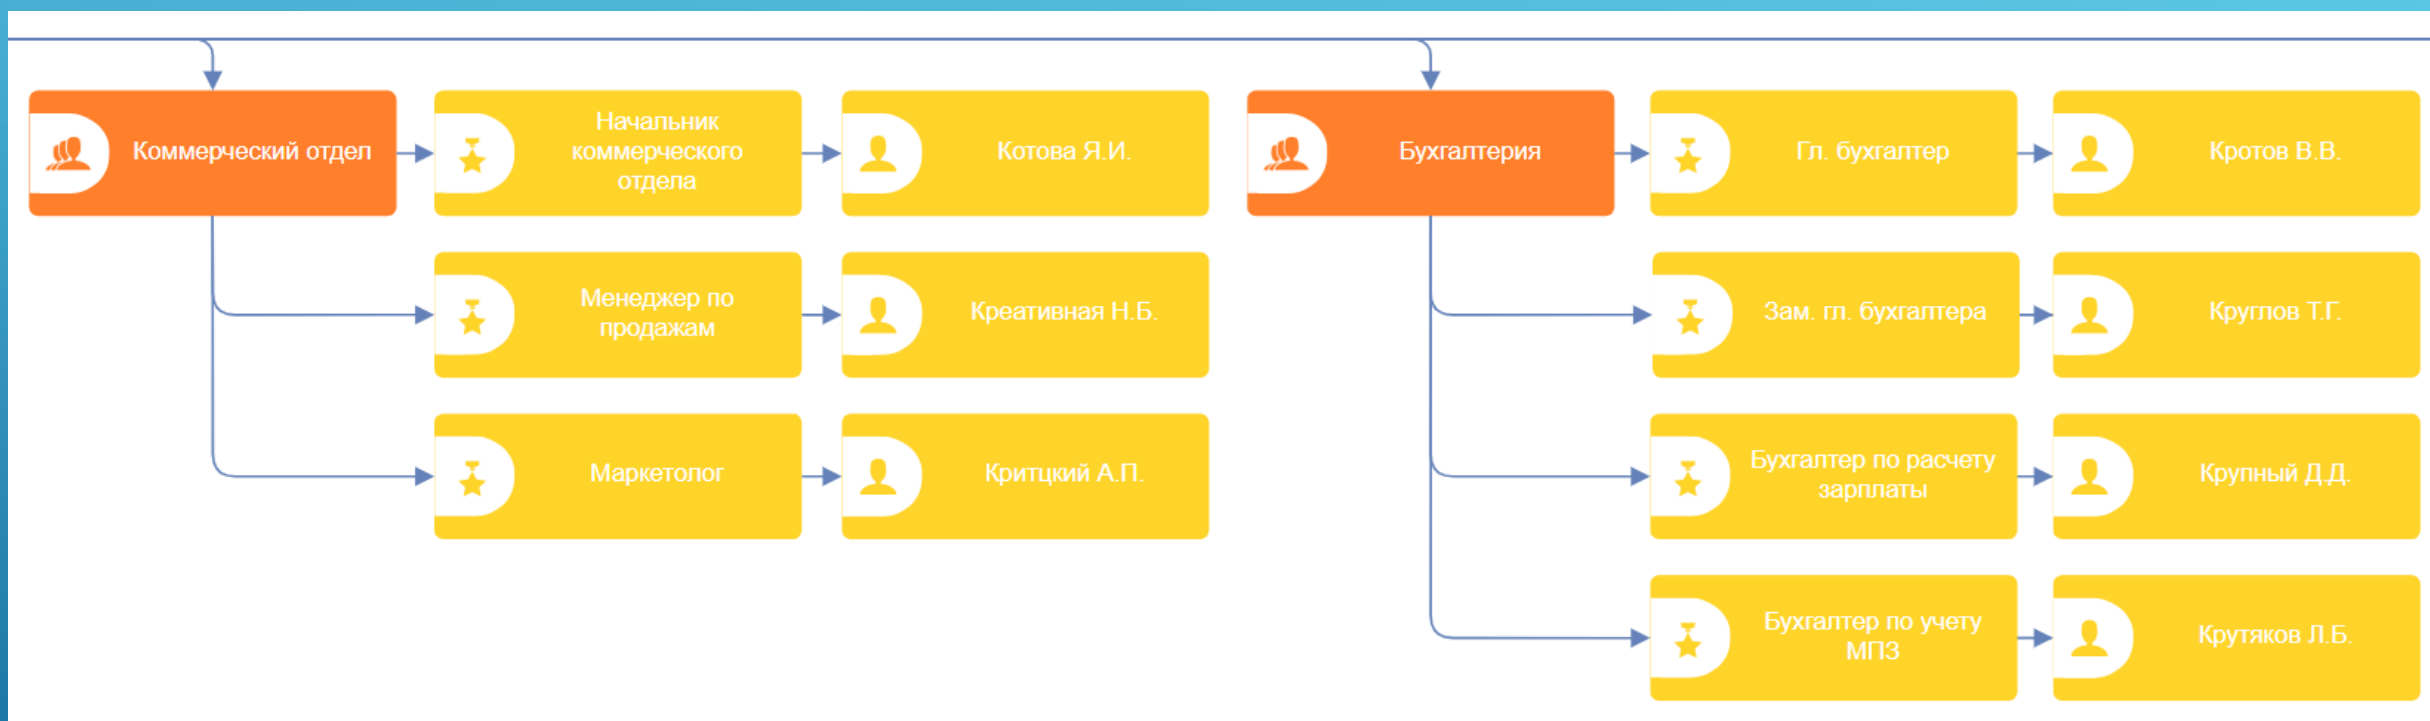 Коммерческий отдел
Начальник
коммерческого
отдела
Котова Я.И.
Менеджер по
продажам
Креативная Н.Б.
Маркетолог
Критцкий А.П.
Бухгалтерия
Гл. бухгалтер
Кротов В.В.
Зам. гл. бухгалтера
Круглов Т.Г.
Бухгалтер по расчету
зарплаты
Крупный Д.Д.
Бухгалтер по учету
МПЗ
Крутяков Л.Б.